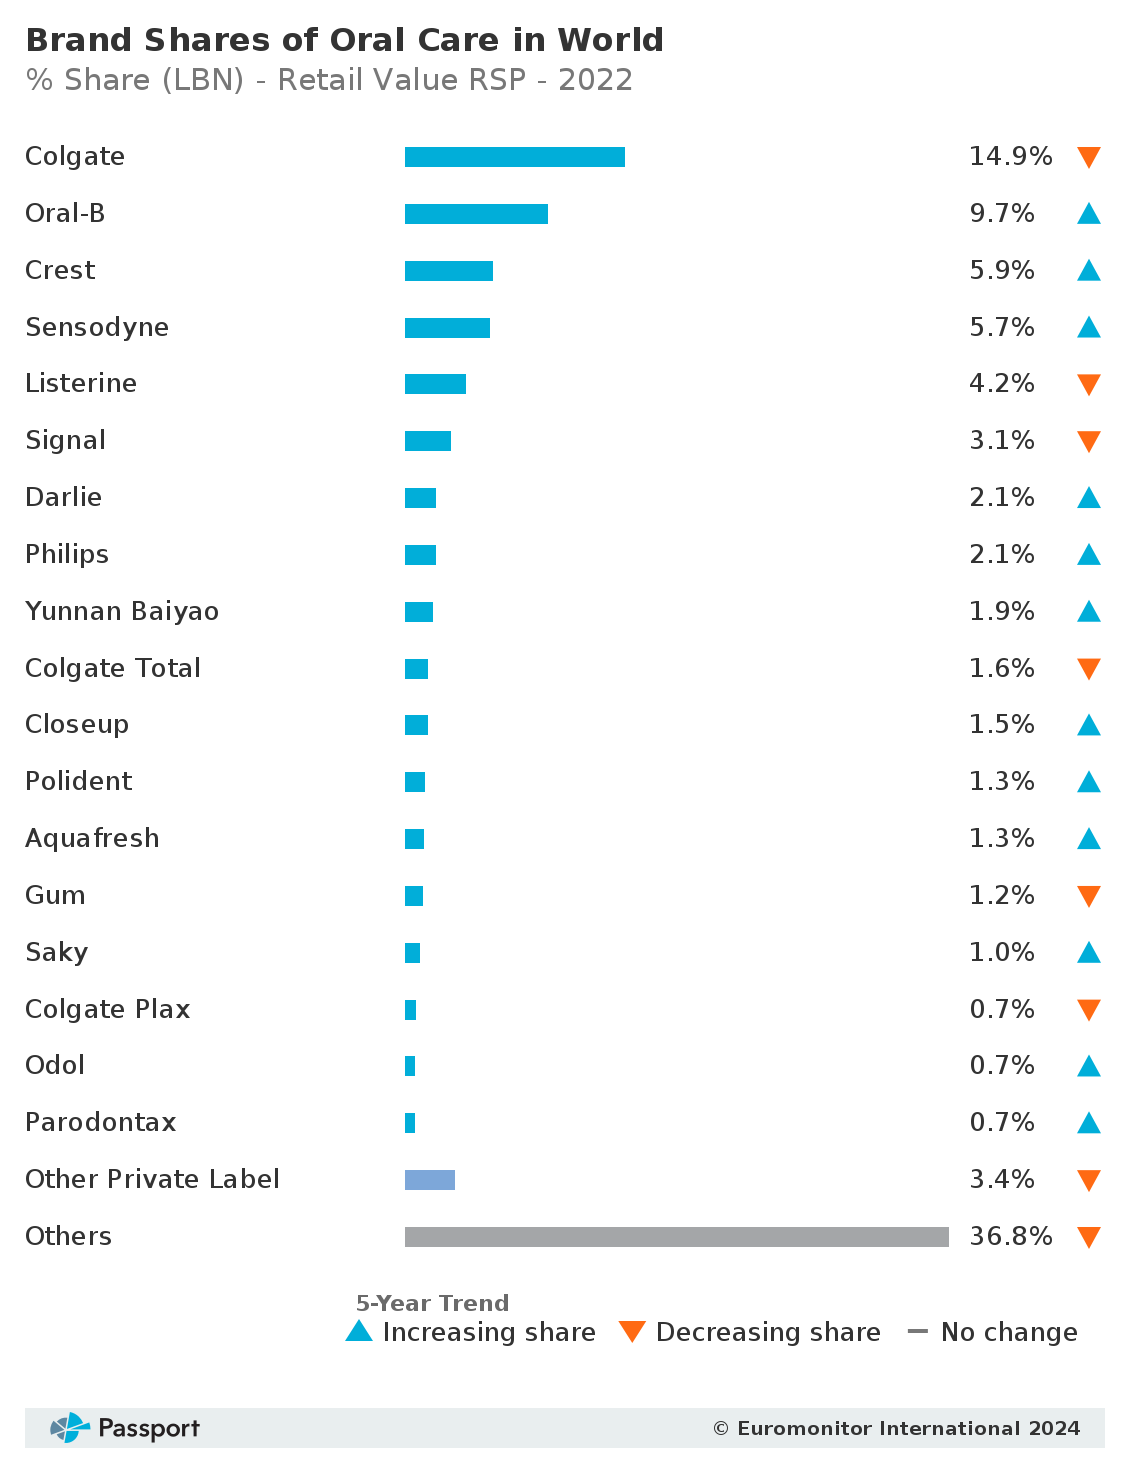 Brand Shares of Oral Care in World
% Share (LBN) - Retail Value RSP - 2022
Colgate 14.9%
Oral-B 9.7%
Crest 5.9%
Sensodyne 5.7%
Listerine 4.2%
Signal 3.1%
Darlie 2.1%
Philips 2.1%
Yunnan Baiyao 1.9%
Colgate Total 1.6%
Closeup 1.5%
Polident 1.3%
Aquafresh 1.3%
Gum 1.2%
Saky 1.0%
Colgate Plax 0.7%
Odol 0.7%
Parodontax 0.7%
Other Private Label 3.4%
Others 36.8%
5-Year Trend
Increasing share Decreasing share No change
Passport © Euromonitor International 2024